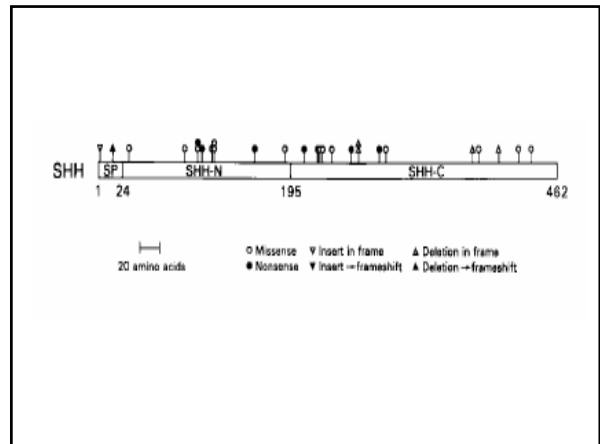 SHH SP SHH-N SHH-C
1 24 195 462
20 amino acids
○ Missense ▽ Insert in frame △ Deletion in frame
● Nonsense ▼ Insert→frameshift ▲ Deletion→frameshift